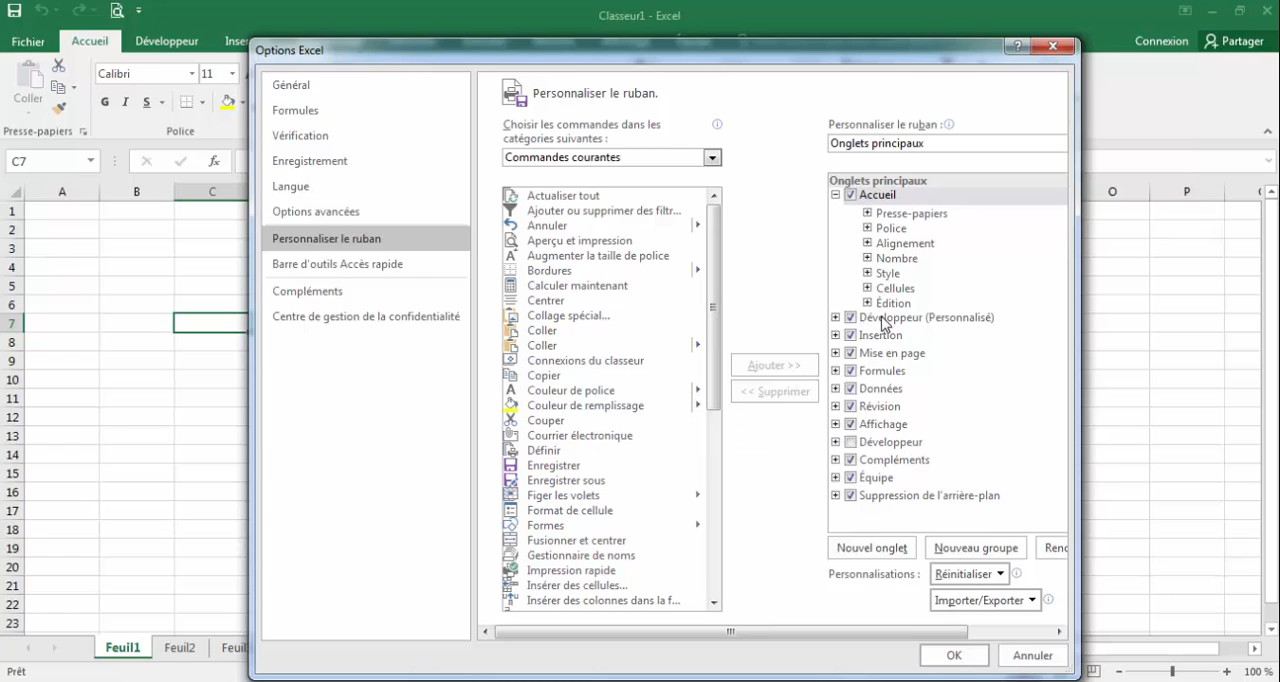 Classeur1 - Excel
Fichier
Accueil
Développeur
Inser
Connexion
Partager
Coller
Calibri
11
G I S
Presse-papiers
Police
C7
fx
A B C O P
1
2
3
4
5
6
7
8
9
10
11
12
13
14
15
16
17
18
19
20
21
22
23
Options Excel
?
Général
Formules
Vérification
Enregistrement
Langue
Options avancées
Personnaliser le ruban
Barre d'outils Accès rapide
Compléments
Centre de gestion de la confidentialité
Personnaliser le ruban.
Choisir les commandes dans les
catégories suivantes :
Commandes courantes
Actualiser tout
Ajouter ou supprimer des filtr...
Annuler
Aperçu et impression
Augmenter la taille de police
Bordures
Calculer maintenant
Centrer
Collage spécial...
Coller
Coller
Connexions du classeur
Copier
Couleur de police
Couleur de remplissage
Couper
Courrier électronique
Définir
Enregistrer
Enregistrer sous
Figer les volets
Format de cellule
Formes
Fusionner et centrer
Gestionnaire de noms
Impression rapide
Insérer des cellules...
Insérer des colonnes dans la f...
Ajouter >>
<< Supprimer
Personnaliser le ruban :
Onglets principaux
Onglets principaux
Accueil
Presse-papiers
Police
Alignement
Nombre
Style
Cellules
Édition
Développeur (Personnalisé)
Insertion
Mise en page
Formules
Données
Révision
Affichage
Développeur
Compléments
Équipe
Suppression de l'arrière-plan
Nouvel onglet
Nouveau groupe
Reno
Personnalisations :
Réinitialiser
Importer/Exporter
OK
Annuler
Feuil1
Feuil2
Feuil
Prêt
100 %